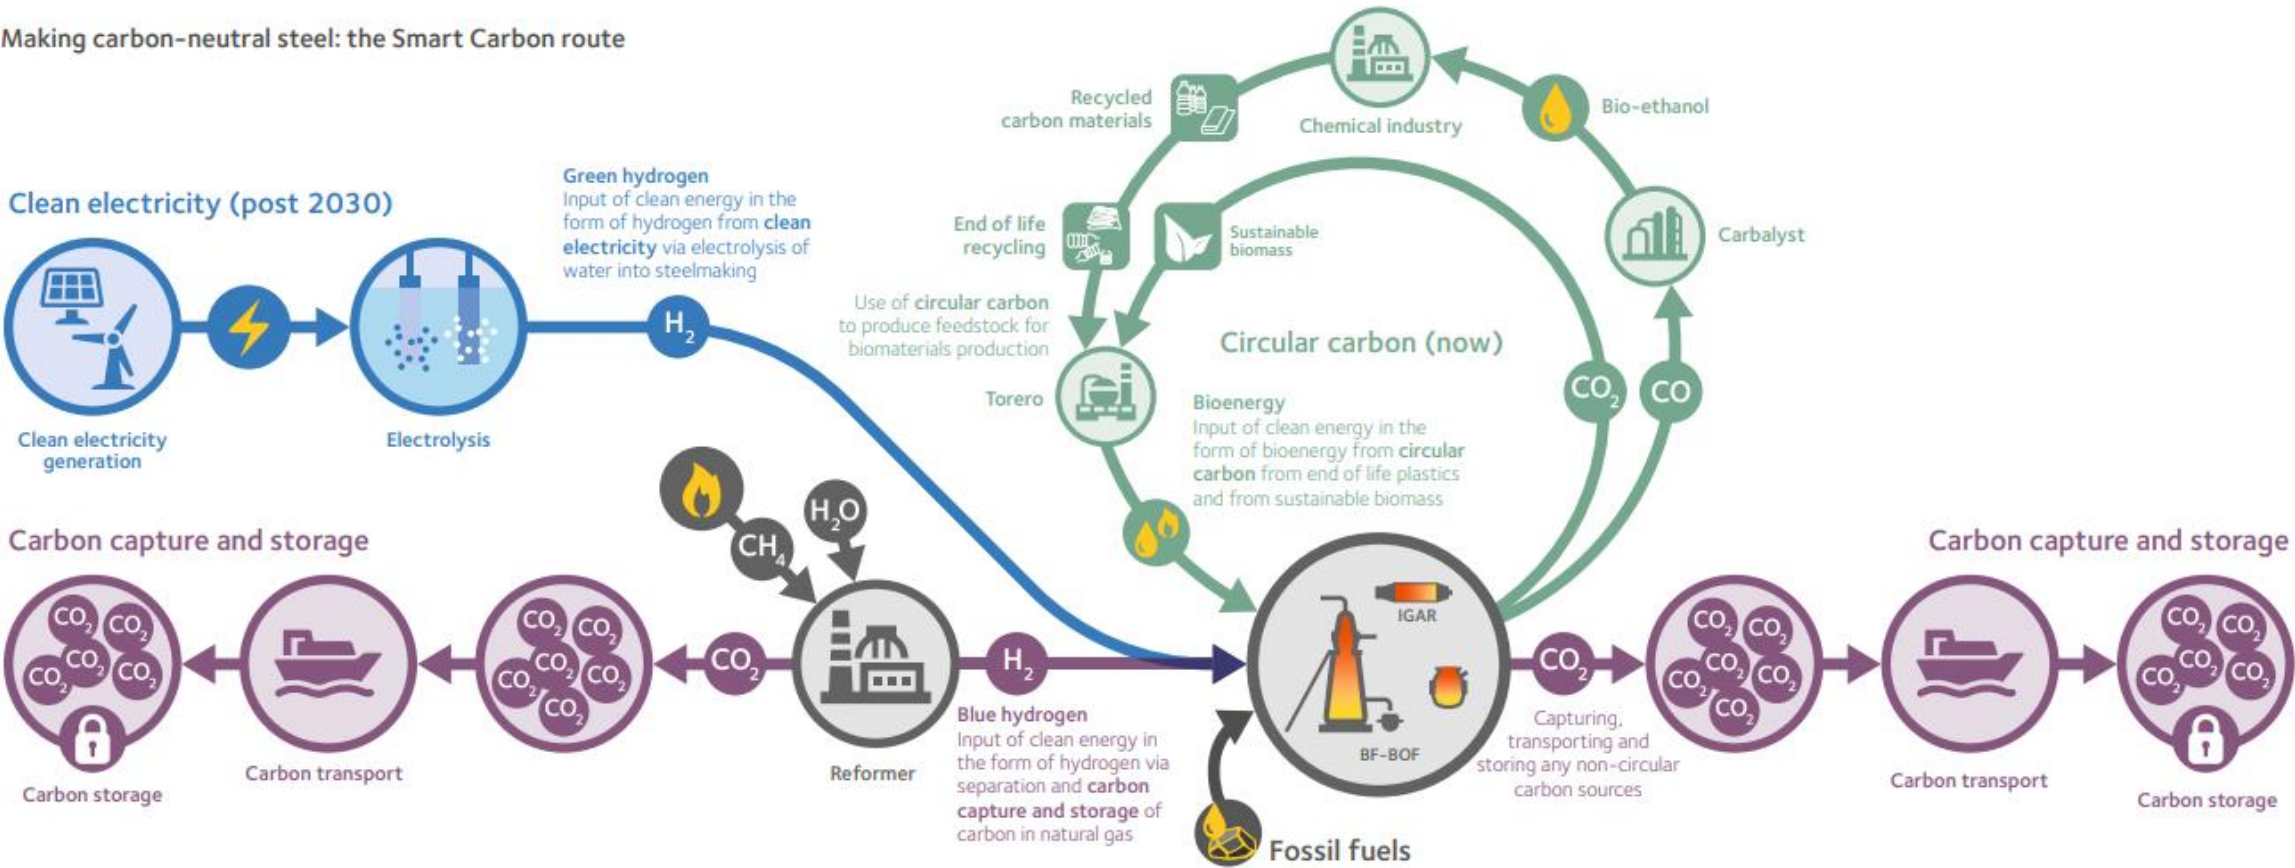 Making carbon-neutral steel: the Smart Carbon route
Clean electricity (post 2030)
Clean electricity
generation
Electrolysis
Green hydrogen
Input of clean energy in the
form of hydrogen from clean
electricity via electrolysis of
water into steelmaking
H₂
Recycled
carbon materials
Chemical industry
Bio-ethanol
End of life
recycling
Sustainable
biomass
Carbalyst
Use of circular carbon
to produce feedstock for
biomaterials production
Circular carbon (now)
Torero
Bioenergy
Input of clean energy in the
form of bioenergy from circular
carbon from end of life plastics
and from sustainable biomass
CO₂
CO
Carbon capture and storage
CO₂
CO₂
CO₂
CO₂
CO₂
Carbon storage
Carbon transport
CO₂
CO₂
CO₂
CO₂
CO₂
CO₂
CO₂
CH₄
H₂O
Reformer
H₂
Blue hydrogen
Input of clean energy in
the form of hydrogen via
separation and carbon
capture and storage of
carbon in natural gas
IGAR
BF-BOF
Fossil fuels
Carbon capture and storage
CO₂
Capturing,
transporting and
storing any non-circular
carbon sources
CO₂
CO₂
CO₂
CO₂
CO₂
CO₂
Carbon transport
CO₂
CO₂
CO₂
CO₂
CO₂
Carbon storage